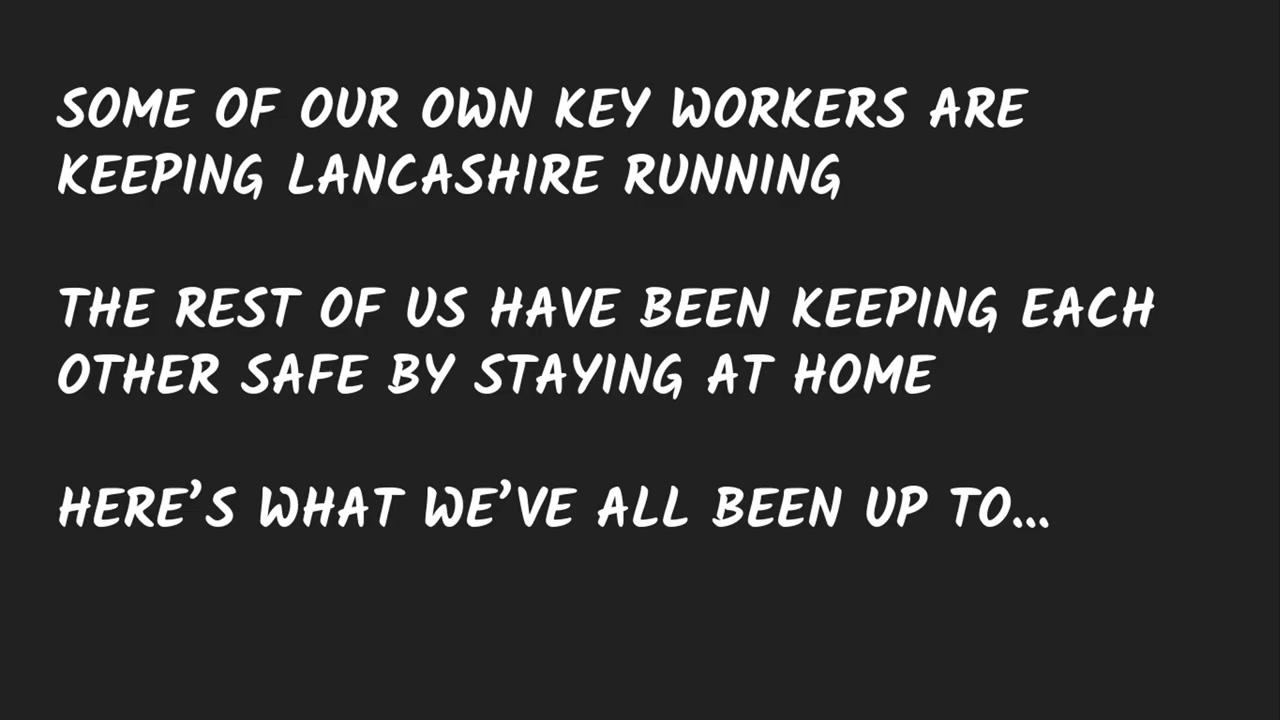 SOME OF OUR OWN KEY WORKERS ARE
KEEPING LANCASHIRE RUNNING
THE REST OF US HAVE BEEN KEEPING EACH
OTHER SAFE BY STAYING AT HOME
HERE’S WHAT WE’VE ALL BEEN UP TO...